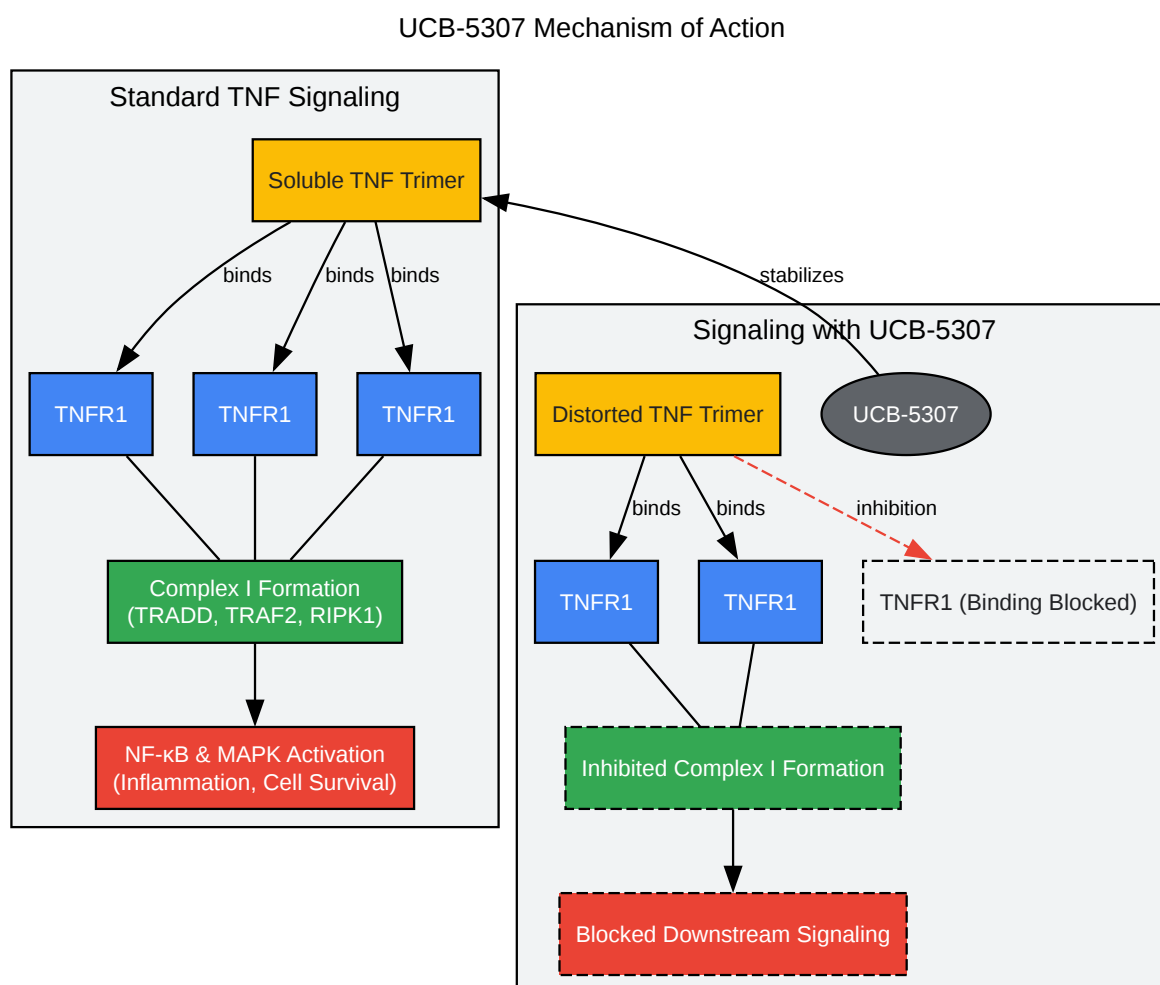 UCB-5307 Mechanism of Action
Standard TNF Signaling
Soluble TNF Trimer
binds
binds
binds
TNFR1
TNFR1
TNFR1
Complex I Formation
(TRADD, TRAF2, RIPK1)
NF-κB & MAPK Activation
(Inflammation, Cell Survival)
stabilizes
Signaling with UCB-5307
Distorted TNF Trimer
UCB-5307
binds
binds
inhibition
TNFR1
TNFR1
TNFR1 (Binding Blocked)
Inhibited Complex I Formation
Blocked Downstream Signaling